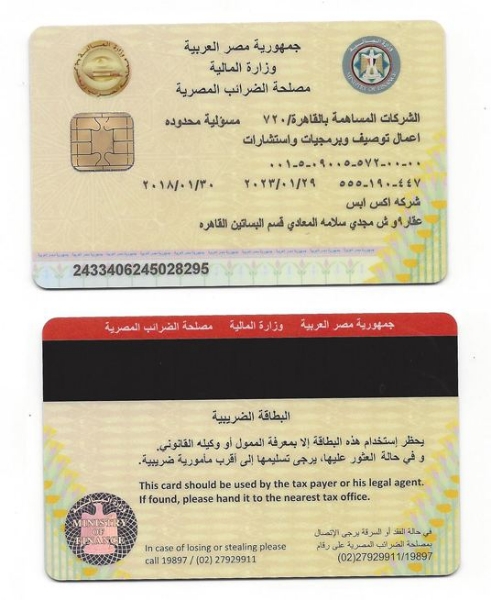 جمهورية مصر العربية
وزارة المالية
مصلحة الضرائب المصرية
MINISTRY OF FINANCE
الشركات المساهمة بالقاهرة/٧٢٠ مسؤلية محدوده
اعمال توصيف وبرمجيات واستشارات
٠٠١-٥-٠٩٠٠٥-٥٧٢-٠٠-٠٠
٢٠١٨/٠١/٣٠ ٢٠٢٣/٠١/٢٩ ٥٥٥-١٩٠-٤٤٧
شركه اكس ابس
عقار٩و ش مجدي سلامه المعادي قسم البساتين القاهره
2433406245028295
جمهورية مصر العربية وزارة المالية مصلحة الضرائب المصرية
البطاقة الضريبية
يحظر إستخدام هذه البطاقة إلا بمعرفة الممول أو وكيله القانوني.
و في حالة العثور عليها، يرجى تسليمها إلى أقرب مأمورية ضريبية.
This card should be used by the tax payer or his legal agent.
If found, please hand it to the nearest tax office.
MINISTRY
OF
FINANCE
In case of losing or stealing please
call 19897 / (02) 27929911
في حالة الفقد أو السرقة يرجى الإتصال
بمصلحة الضرائب المصرية على رقام
(02)27929911/19897